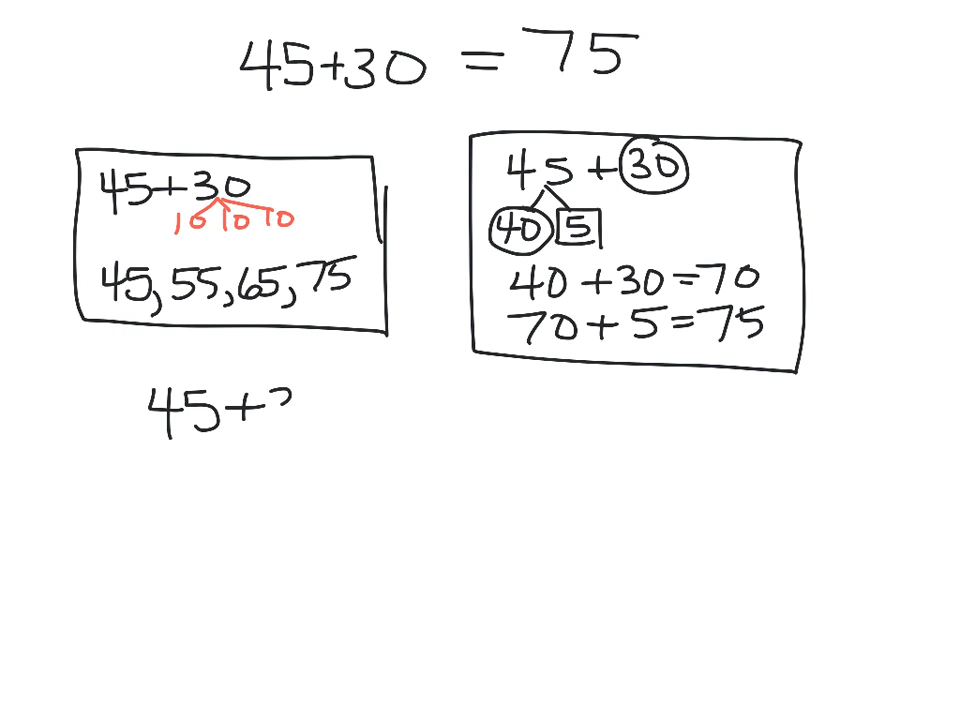 45+30 = 75
45+30
10 10 10
45, 55, 65, 75
45 + 30
40 5
40 + 30 = 70
70 + 5 = 75
45+